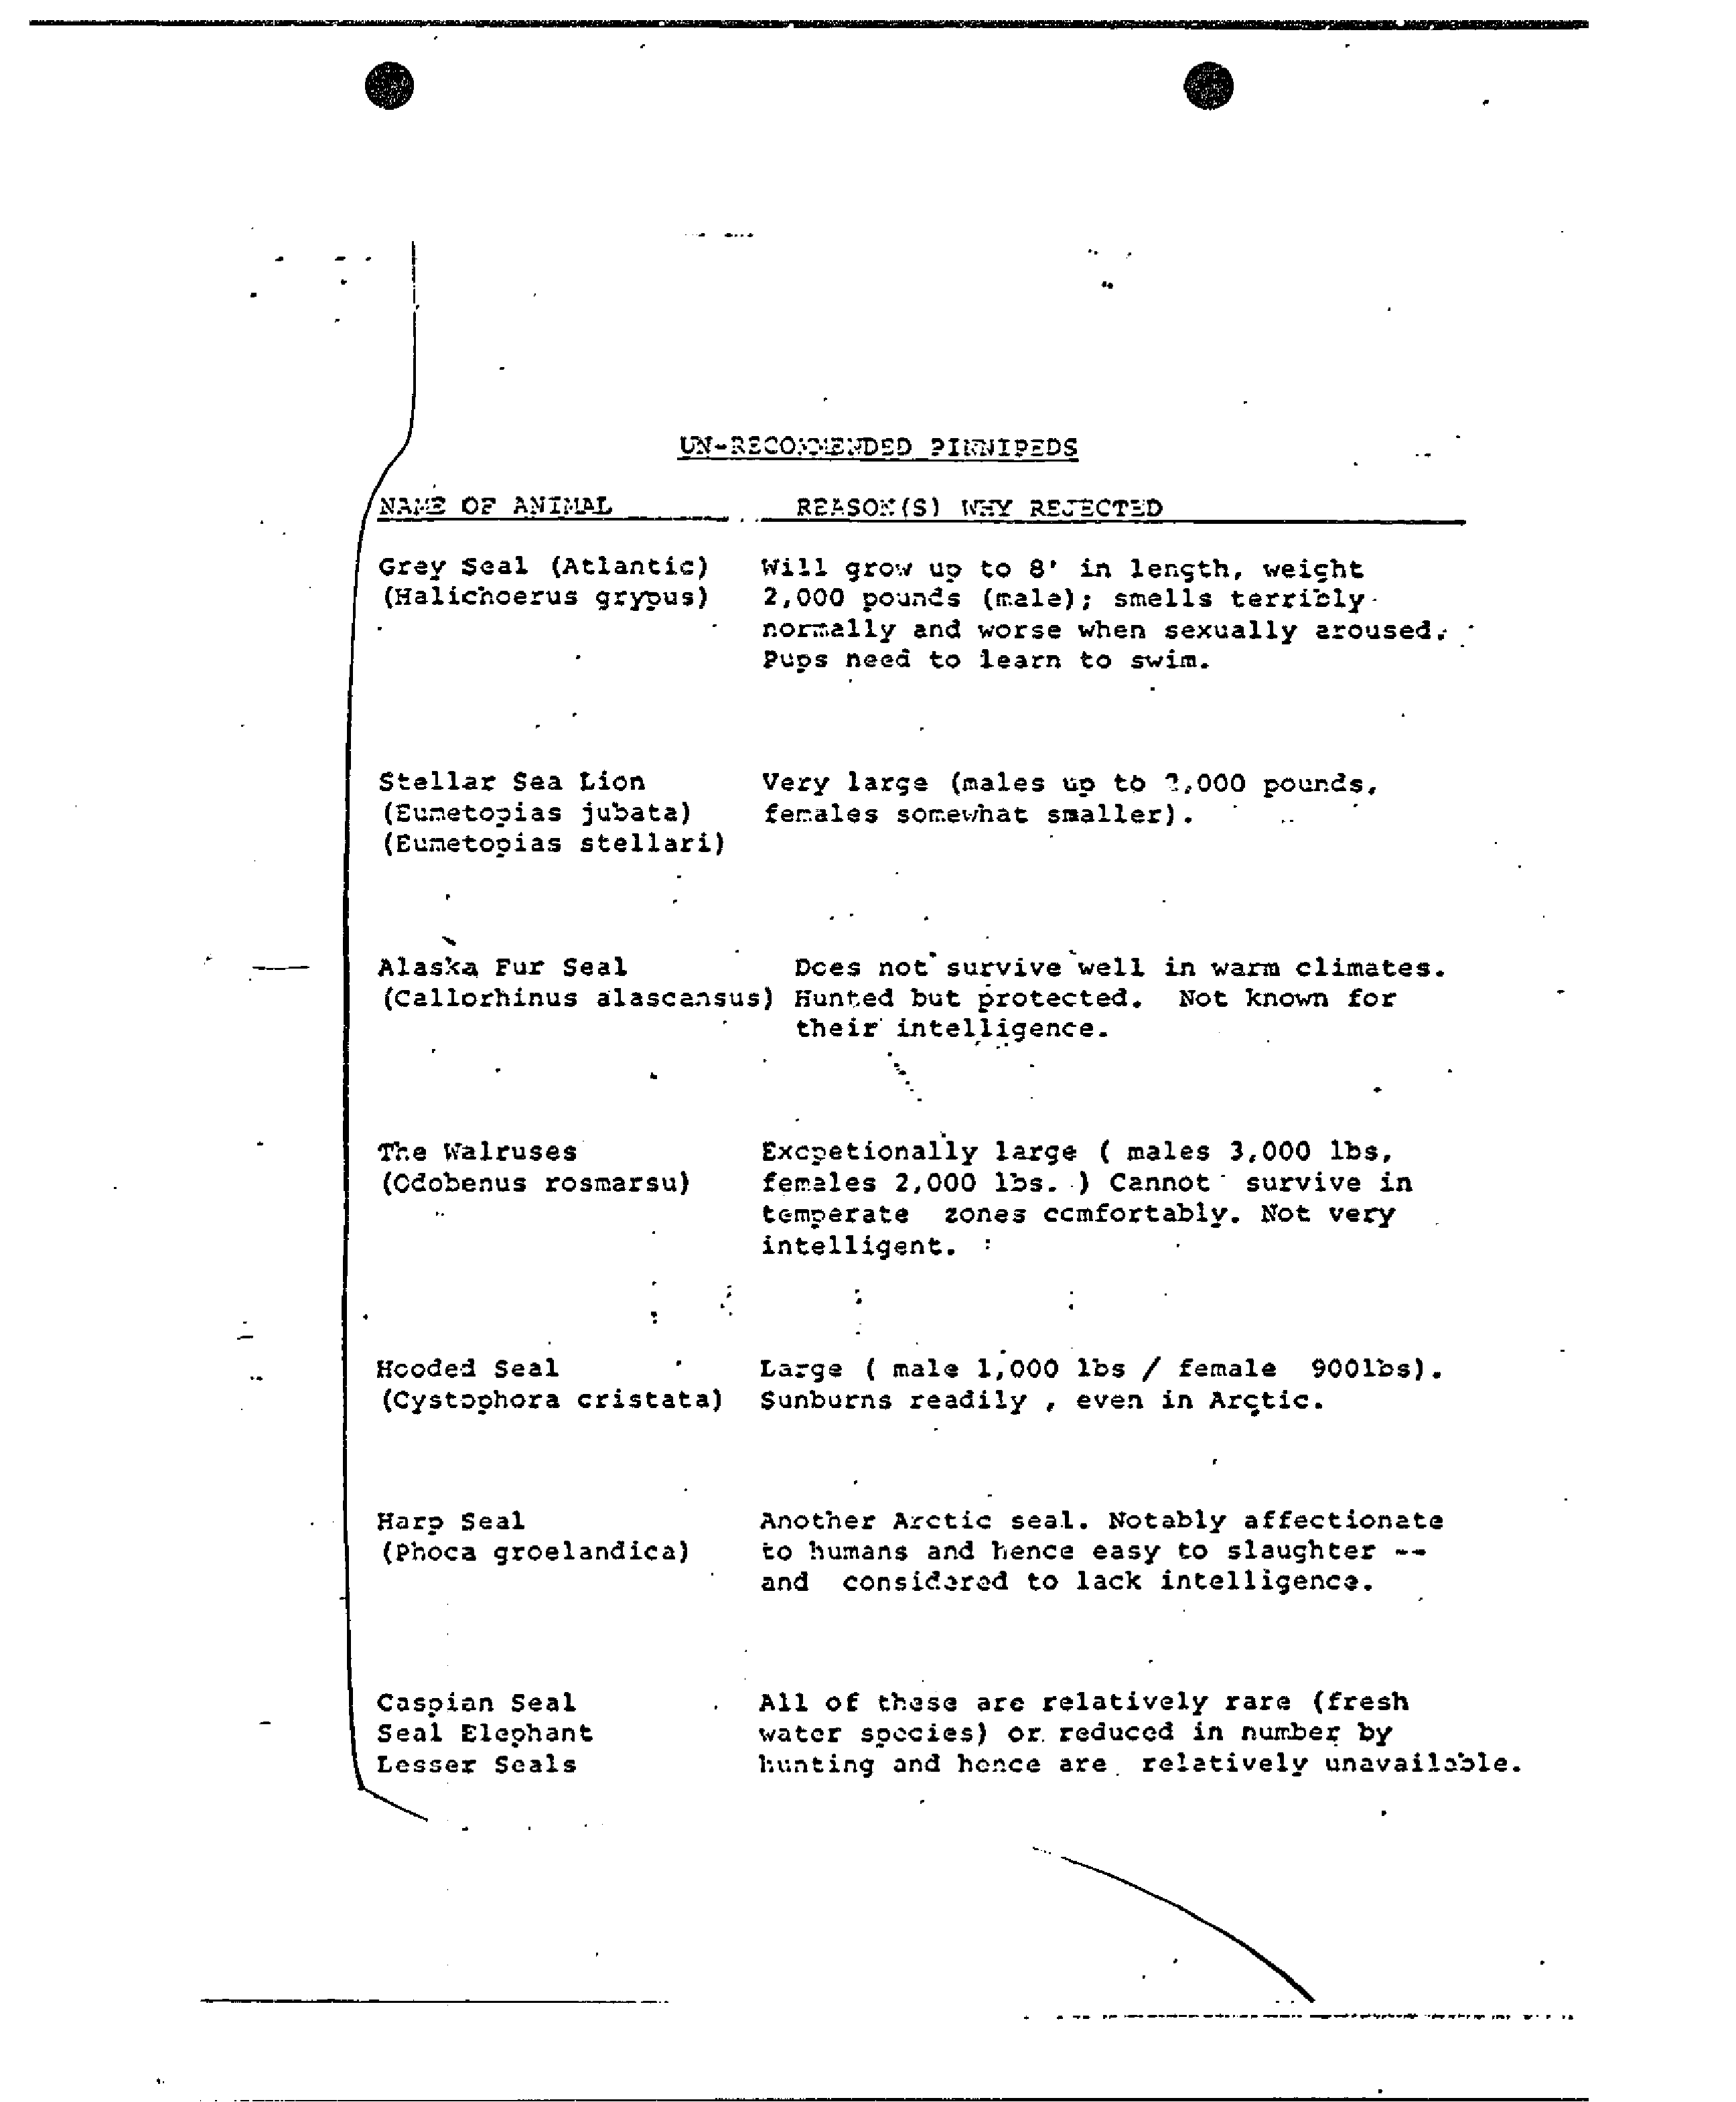 UN-RECOMMENDED PINNIPEDS
NAME OF ANIMAL REASON(S) WHY REJECTED
Grey Seal (Atlantic) Will grow up to 8' in length, weight
(Halichoerus grypus) 2,000 pounds (male); smells terribly
normally and worse when sexually aroused.
Pups need to learn to swim.
Stellar Sea Lion Very large (males up to 2,000 pounds,
(Eumetopias jubata) females somewhat smaller).
(Eumetopias stellari)
Alaska Fur Seal Does not survive well in warm climates.
(Callorhinus alascansus) Hunted but protected. Not known for
their intelligence.
The Walruses Excpetionally large ( males 3,000 lbs,
(Odobenus rosmarsu) females 2,000 lbs. ) Cannot survive in
temperate zones comfortably. Not very
intelligent.
Hooded Seal Large ( male 1,000 lbs / female 900lbs).
(Cystophora cristata) Sunburns readily , even in Arctic.
Harp Seal Another Arctic seal. Notably affectionate
(Phoca groelandica) to humans and hence easy to slaughter --
and considered to lack intelligence.
Caspian Seal All of these are relatively rare (fresh
Seal Elephant water species) or reduced in number by
Lesser Seals hunting and hence are relatively unavailable.